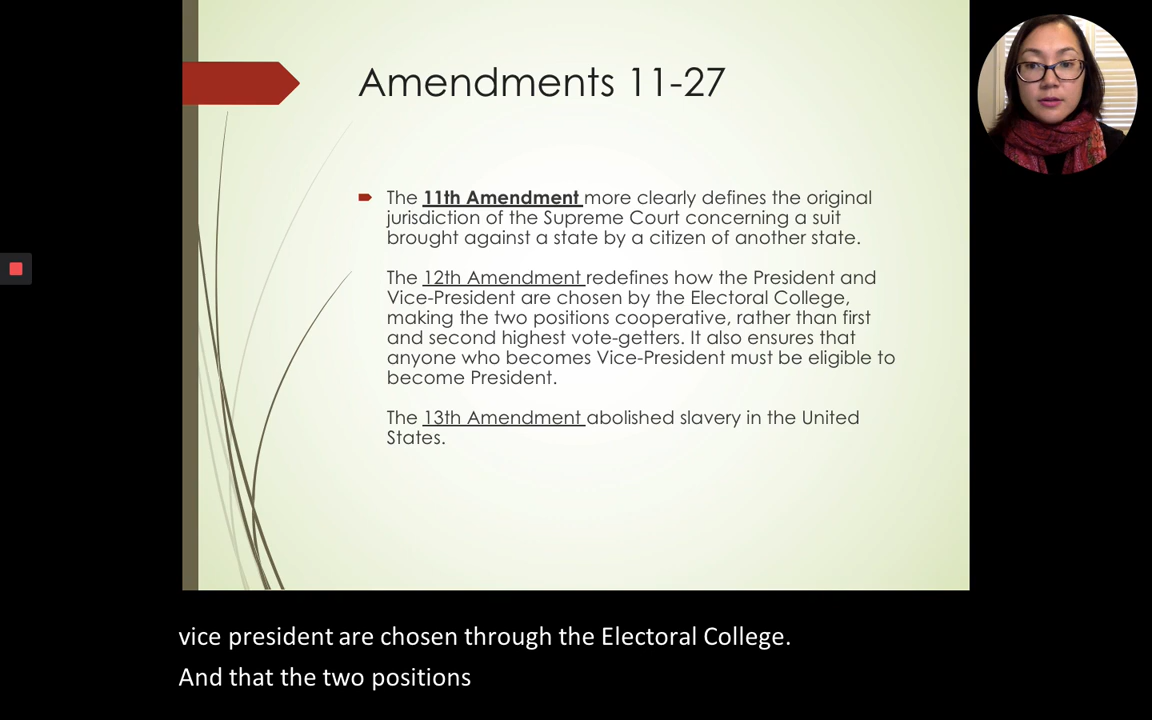 Amendments 11-27
The 11th Amendment more clearly defines the original
jurisdiction of the Supreme Court concerning a suit
brought against a state by a citizen of another state.
The 12th Amendment redefines how the President and
Vice-President are chosen by the Electoral College,
making the two positions cooperative, rather than first
and second highest vote-getters. It also ensures that
anyone who becomes Vice-President must be eligible to
become President.
The 13th Amendment abolished slavery in the United
States.
vice president are chosen through the Electoral College.
And that the two positions